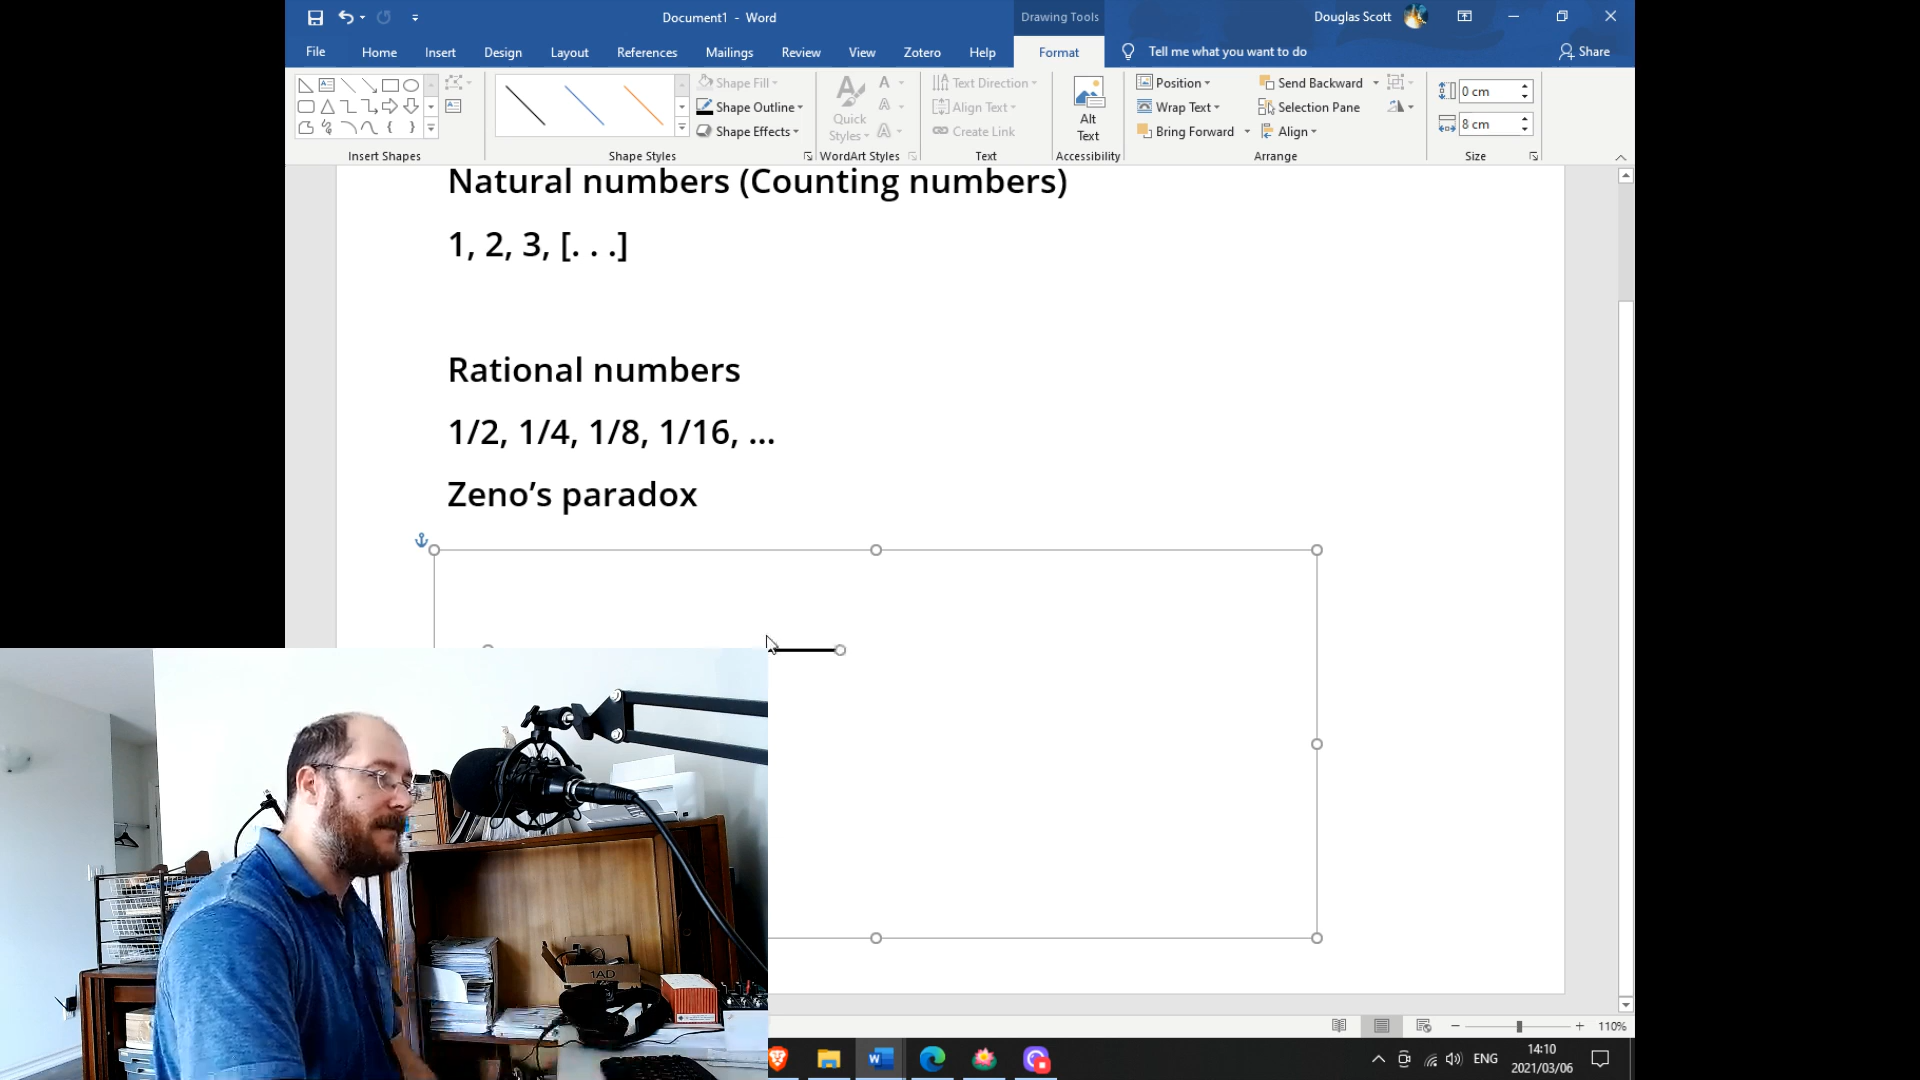 Document1 - Word
Drawing Tools
Douglas Scott
File Home Insert Design Layout References Mailings Review View Zotero Help Format Tell me what you want to do Share
Shape Fill
Shape Outline
Shape Effects
Quick
Styles
Text Direction
Align Text
Create Link
Alt
Text
Position
Wrap Text
Bring Forward
Send Backward
Selection Pane
Align
0 cm
8 cm
Insert Shapes Shape Styles WordArt Styles Text Accessibility Arrange Size
Natural numbers (Counting numbers)
1, 2, 3, [. . .]
Rational numbers
1/2, 1/4, 1/8, 1/16, ...
Zeno’s paradox
1AD
110%
ENG
14:10
2021/03/06